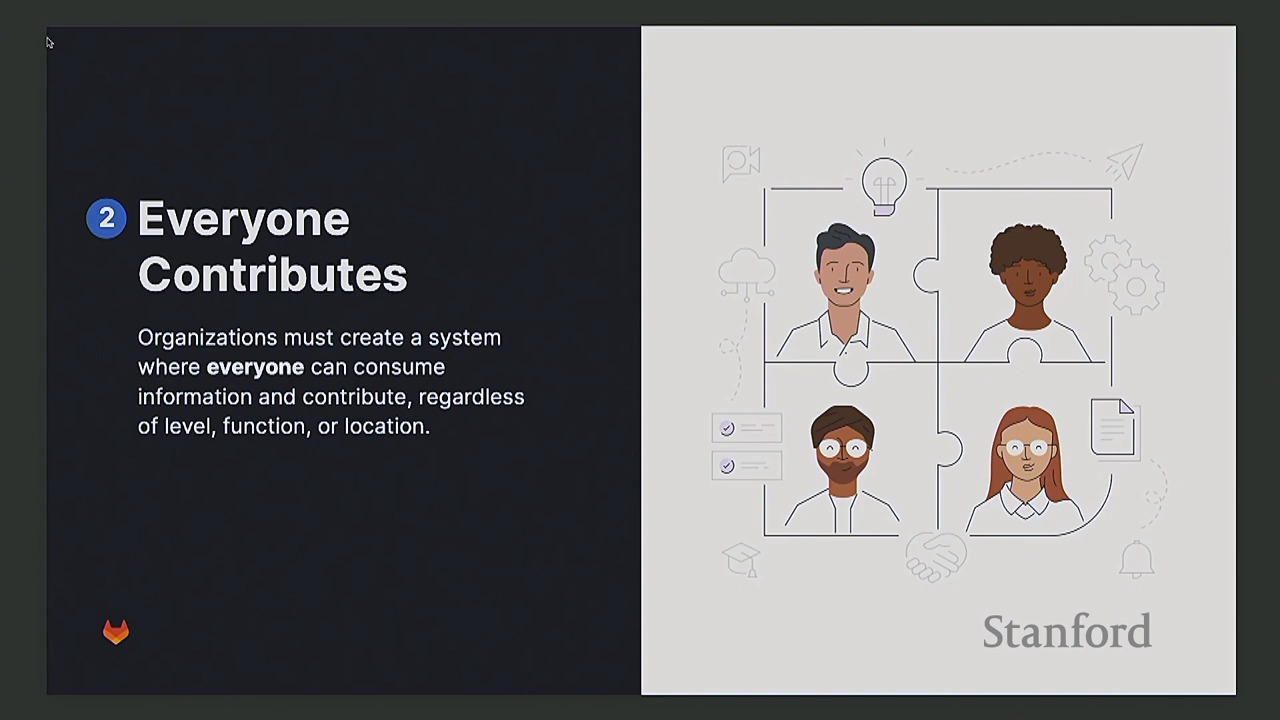 2 Everyone
Contributes
Organizations must create a system
where everyone can consume
information and contribute, regardless
of level, function, or location.
Stanford